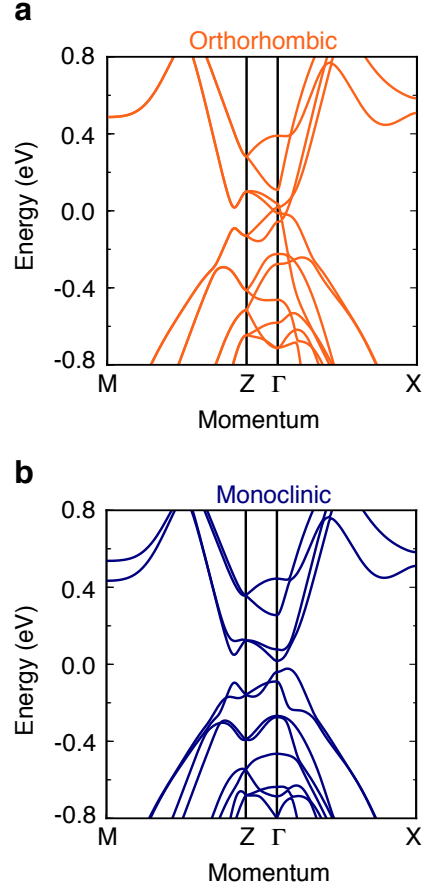 a
Orthorhombic
0.8
0.4
0.0
-0.4
-0.8
Energy (eV)
M Z Γ X
Momentum
b
Monoclinic
0.8
0.4
0.0
-0.4
-0.8
Energy (eV)
M Z Γ X
Momentum